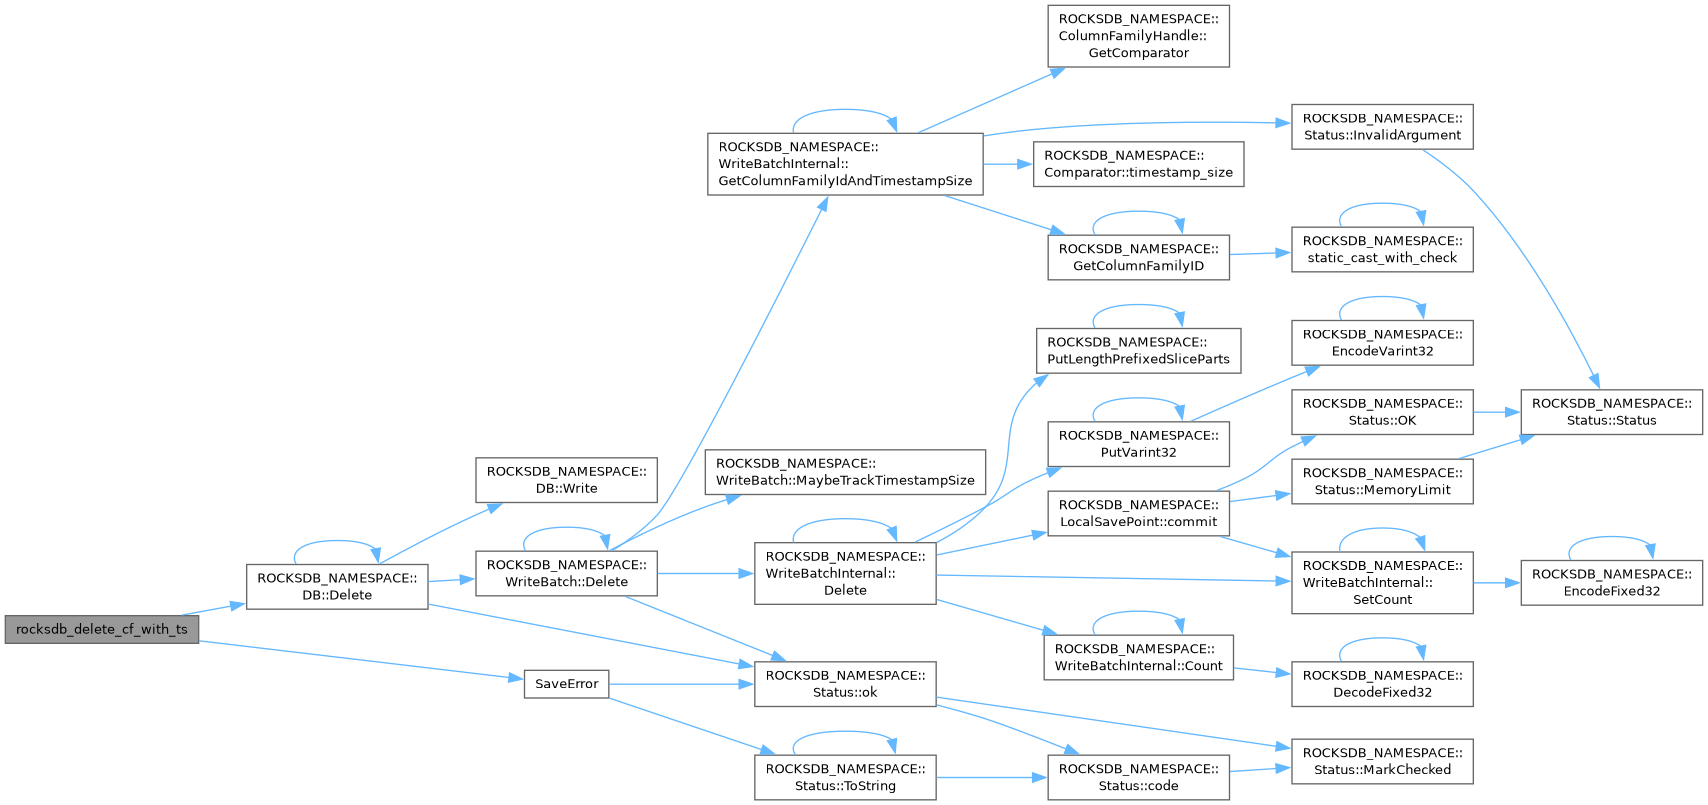 ROCKSDB_NAMESPACE::
ColumnFamilyHandle::
GetComparator
ROCKSDB_NAMESPACE::
Status::InvalidArgument
ROCKSDB_NAMESPACE::
WriteBatchInternal::
GetColumnFamilyIdAndTimestampSize
ROCKSDB_NAMESPACE::
Comparator::timestamp_size
ROCKSDB_NAMESPACE::
GetColumnFamilyID
ROCKSDB_NAMESPACE::
static_cast_with_check
ROCKSDB_NAMESPACE::
PutLengthPrefixedSliceParts
ROCKSDB_NAMESPACE::
EncodeVarint32
ROCKSDB_NAMESPACE::
Status::OK
ROCKSDB_NAMESPACE::
Status::Status
ROCKSDB_NAMESPACE::
PutVarint32
ROCKSDB_NAMESPACE::
DB::Write
ROCKSDB_NAMESPACE::
WriteBatch::MaybeTrackTimestampSize
ROCKSDB_NAMESPACE::
Status::MemoryLimit
ROCKSDB_NAMESPACE::
LocalSavePoint::commit
ROCKSDB_NAMESPACE::
DB::Delete
ROCKSDB_NAMESPACE::
WriteBatch::Delete
ROCKSDB_NAMESPACE::
WriteBatchInternal::
Delete
ROCKSDB_NAMESPACE::
WriteBatchInternal::
SetCount
ROCKSDB_NAMESPACE::
EncodeFixed32
rocksdb_delete_cf_with_ts
ROCKSDB_NAMESPACE::
WriteBatchInternal::Count
SaveError
ROCKSDB_NAMESPACE::
Status::ok
ROCKSDB_NAMESPACE::
DecodeFixed32
ROCKSDB_NAMESPACE::
Status::ToString
ROCKSDB_NAMESPACE::
Status::code
ROCKSDB_NAMESPACE::
Status::MarkChecked